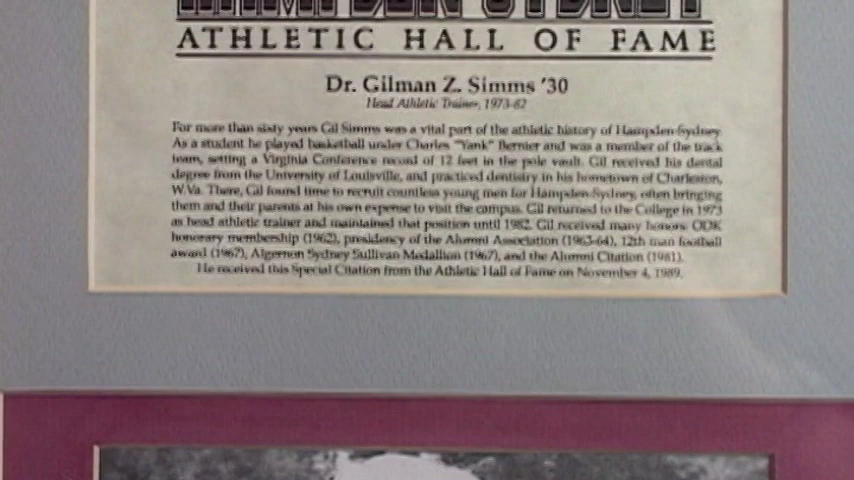 HAMPDEN-SYDNEY
ATHLETIC HALL OF FAME
Dr. Gilman Z. Simms '30
Head Athletic Trainer, 1973-82
For more than sixty years Gil Simms was a vital part of the athletic history of Hampden-Sydney.
As a student he played basketball under Charles "Yank" Bernier and was a member of the track
team, setting a Virginia Conference record of 12 feet in the pole vault. Gil received his dental
degree from the University of Louisville, and practiced dentistry in his hometown of Charleston,
W.Va. There, Gil found time to recruit countless young men for Hampden-Sydney, often bringing
them and their parents at his own expense to visit the campus. Gil returned to the College in 1973
as head athletic trainer and maintained that position until 1982. Gil received many honors: ODK
honorary membership (1962), presidency of the Alumni Association (1963-64), 12th man football
award (1967), Algernon Sydney Sullivan Medallion (1967), and the Alumni Citation (1981).
He received this Special Citation from the Athletic Hall of Fame on November 4, 1989.